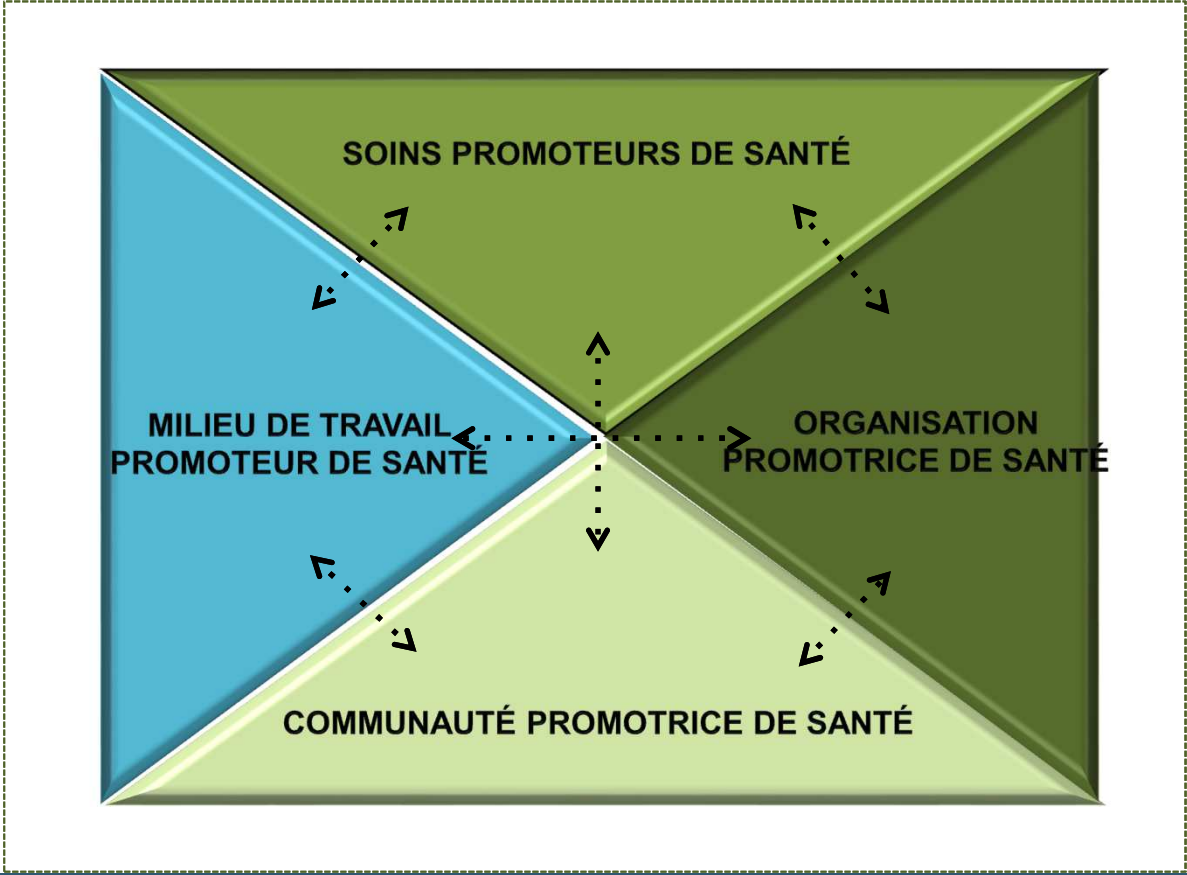 SOINS PROMOTEURS DE SANTÉ
MILIEU DE TRAVAIL
PROMOTEUR DE SANTÉ
ORGANISATION
PROMOTRICE DE SANTÉ
COMMUNAUTÉ PROMOTRICE DE SANTÉ